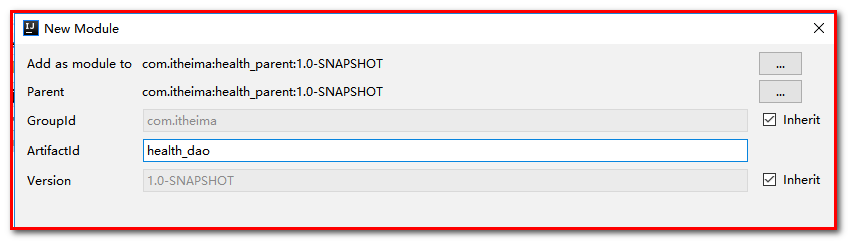 IJ New Module
Add as module to com.itheima:health_parent:1.0-SNAPSHOT ...
Parent com.itheima:health_parent:1.0-SNAPSHOT ...
GroupId com.itheima Inherit
ArtifactId health_dao
Version 1.0-SNAPSHOT Inherit